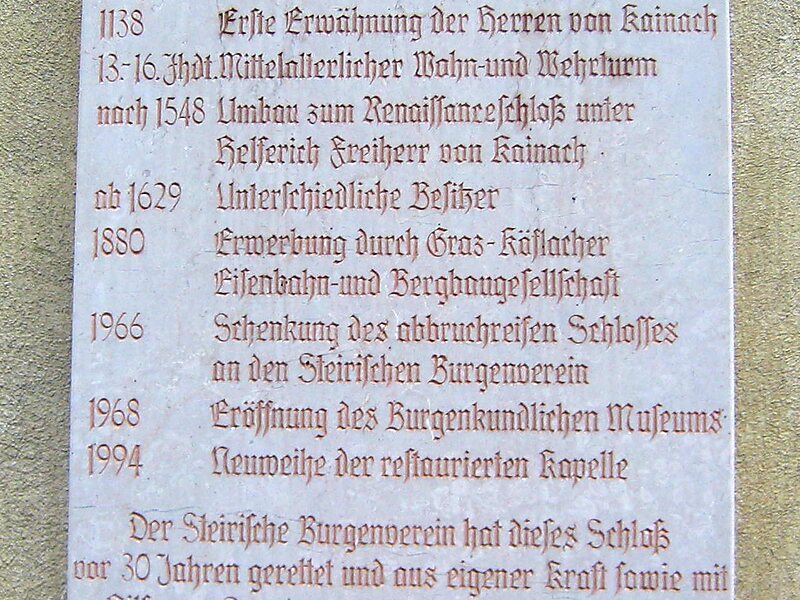 1138 Erste Erwähnung der Herren von Kainach
13.-16. Jhdt. Mittelalterlicher Wohn-und Wehrturm
nach 1548 Umbau zum Renaissanceschloß unter
Helferich Freiherr von Kainach
ab 1629 Unterschiedliche Besitzer
1880 Erwerbung durch Graz-Köflacher
Eisenbahn-und Bergbaugesellschaft
1966 Schenkung des abbruchreifen Schlosses
an den Steirischen Burgenverein
1968 Eröffnung des Burgenkundlichen Museums
1994 Neuweihe der restaurierten Kapelle
Der Steirische Burgenverein hat dieses Schloß
vor 30 Jahren gerettet und aus eigener Kraft sowie mit